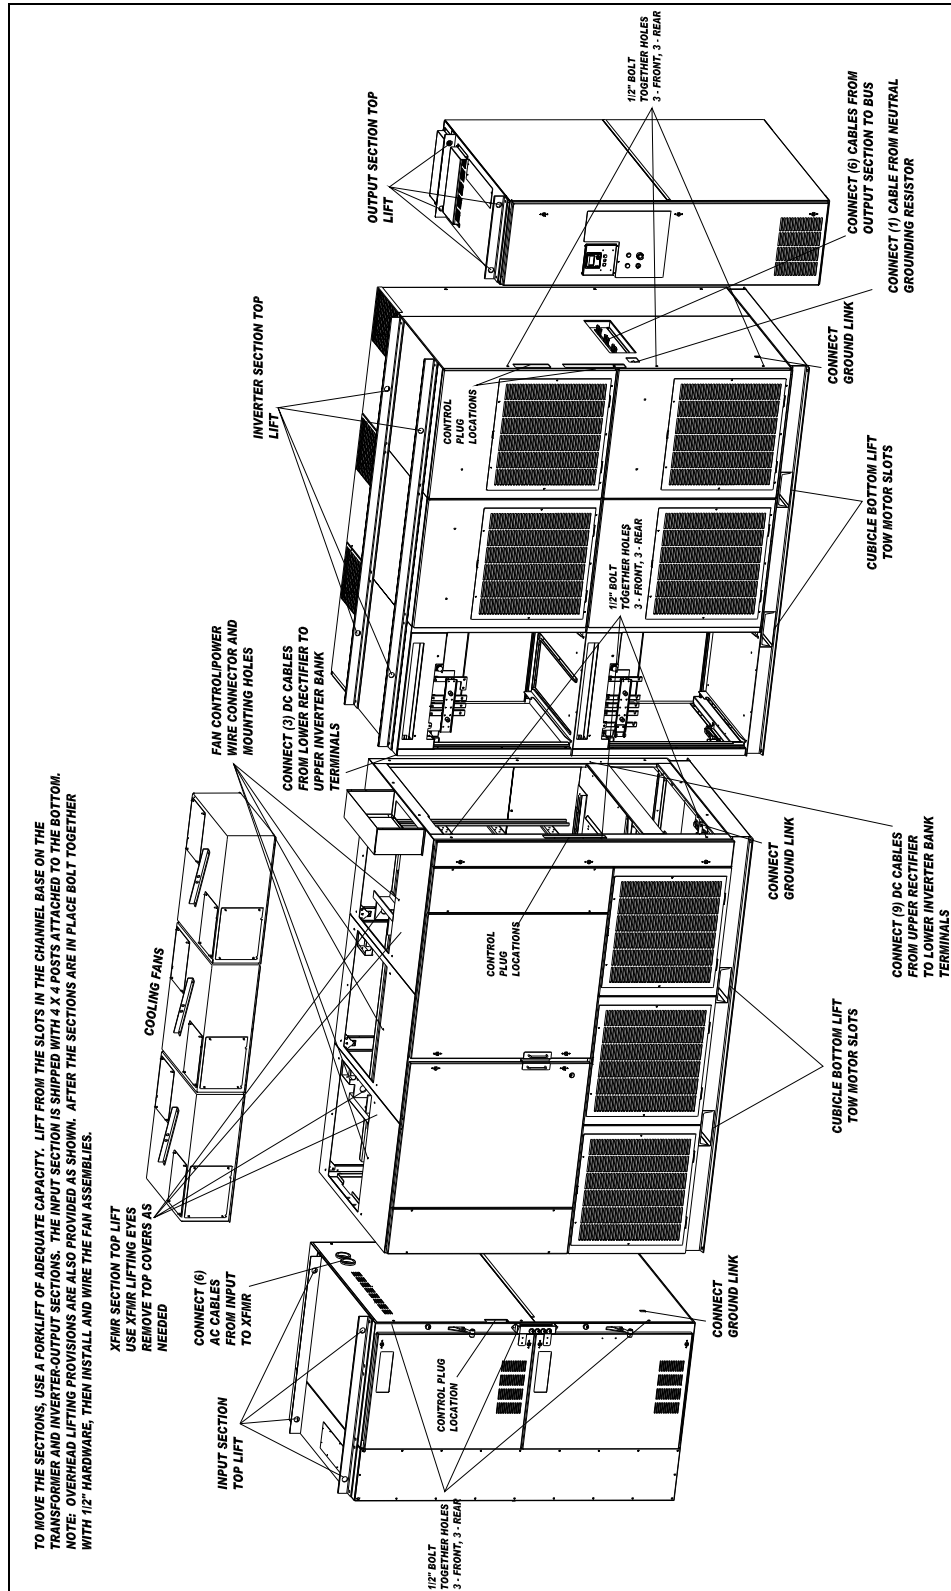 TO MOVE THE SECTIONS, USE A FORKLIFT OF ADEQUATE CAPACITY. LIFT FROM THE SLOTS IN THE CHANNEL BASE ON THE
TRANSFORMER AND INVERTER-OUTPUT SECTIONS. THE INPUT SECTION IS SHIPPED WITH 4 X 4 POSTS ATTACHED TO THE BOTTOM.
NOTE: OVERHEAD LIFTING PROVISIONS ARE ALSO PROVIDED AS SHOWN. AFTER THE SECTIONS ARE IN PLACE BOLT TOGETHER
WITH 1/2" HARDWARE, THEN INSTALL AND WIRE THE FAN ASSEMBLIES.
COOLING FANS
XFMR SECTION TOP LIFT
USE XFMR LIFTING EYES
REMOVE TOP COVERS AS
NEEDED
FAN CONTROL/POWER
WIRE CONNECTOR AND
MOUNTING HOLES
INVERTER SECTION TOP
LIFT
OUTPUT SECTION TOP
LIFT
INPUT SECTION
TOP LIFT
CONNECT (6)
AC CABLES
FROM INPUT
TO XFMR
CONNECT (3) DC CABLES
FROM LOWER RECTIFIER TO
UPPER INVERTER BANK
TERMINALS
CONTROL PLUG
LOCATION
CONTROL
PLUG
LOCATIONS
CONTROL
PLUG
LOCATIONS
1/2" BOLT
TOGETHER HOLES
3 - FRONT, 3 - REAR
1/2" BOLT
TOGETHER HOLES
3 - FRONT, 3 - REAR
1/2" BOLT
TOGETHER HOLES
3 - FRONT, 3 - REAR
CONNECT
GROUND LINK
CONNECT
GROUND LINK
CONNECT
GROUND LINK
CUBICLE BOTTOM LIFT
TOW MOTOR SLOTS
CUBICLE BOTTOM LIFT
TOW MOTOR SLOTS
CONNECT (9) DC CABLES
FROM UPPER RECTIFIER
TO LOWER INVERTER BANK
TERMINALS
CONNECT (6) CABLES FROM
OUTPUT SECTION TO BUS
CONNECT (1) CABLE FROM NEUTRAL
GROUNDING RESISTOR